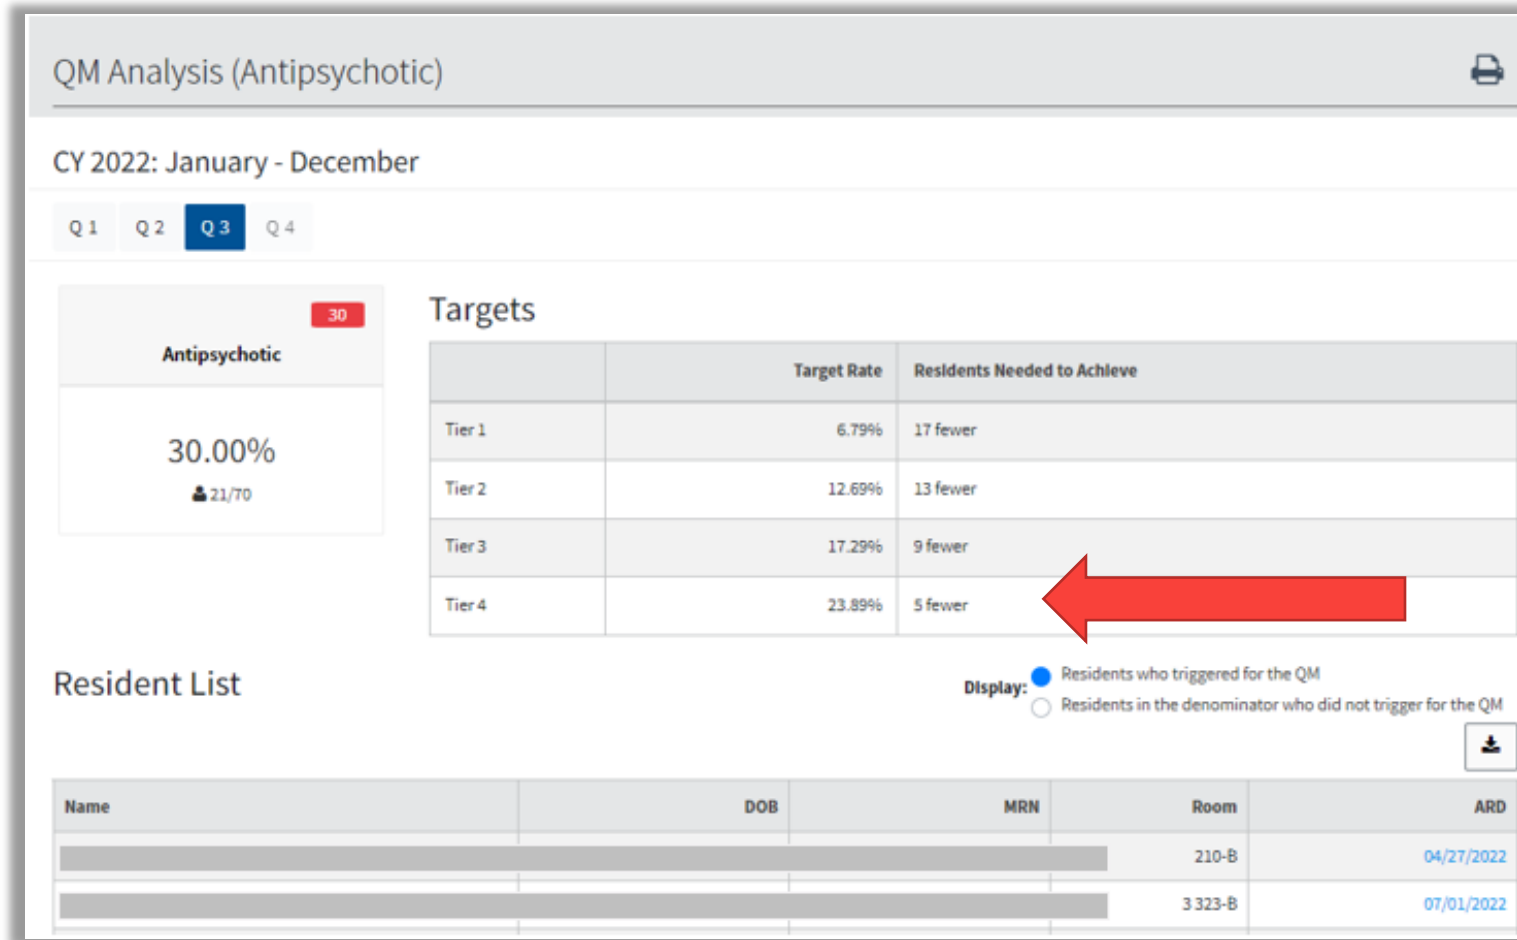 QM Analysis (Antipsychotic)
CY 2022: January - December
Q 1 Q 2 Q 3 Q 4
30
Antipsychotic
30.00%
21/70
Targets
Target Rate Residents Needed to Achieve
Tier 1 6.79% 17 fewer
Tier 2 12.69% 13 fewer
Tier 3 17.29% 9 fewer
Tier 4 23.89% 5 fewer
Resident List
Display:
Residents who triggered for the QM
Residents in the denominator who did not trigger for the QM
Name DOB MRN Room ARD
210-B 04/27/2022
3 323-B 07/01/2022